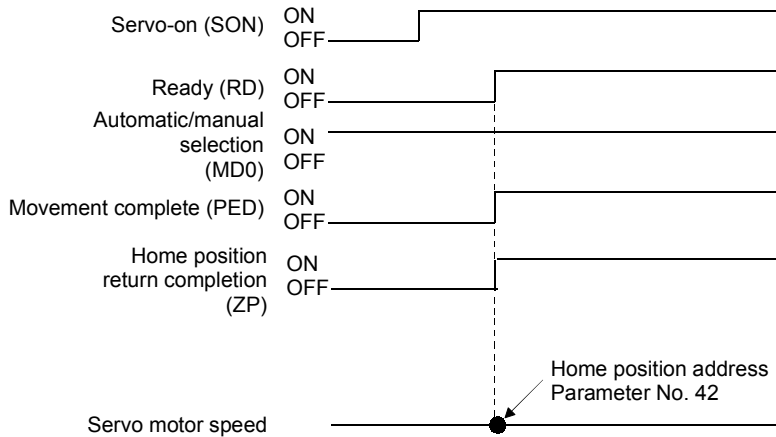 Servo-on (SON)
ON
OFF
Ready (RD)
ON
OFF
Automatic/manual
selection
(MD0)
ON
OFF
Movement complete (PED)
ON
OFF
Home position
return completion
(ZP)
ON
OFF
Home position address
Parameter No. 42
Servo motor speed